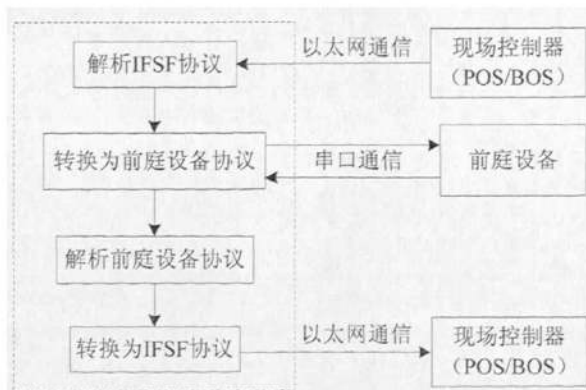 解析IFSF协议
以太网通信
现场控制器
(POS/BOS)
转换为前庭设备协议
串口通信
前庭设备
解析前庭设备协议
转换为IFSF协议
以太网通信
现场控制器
(POS/BOS)